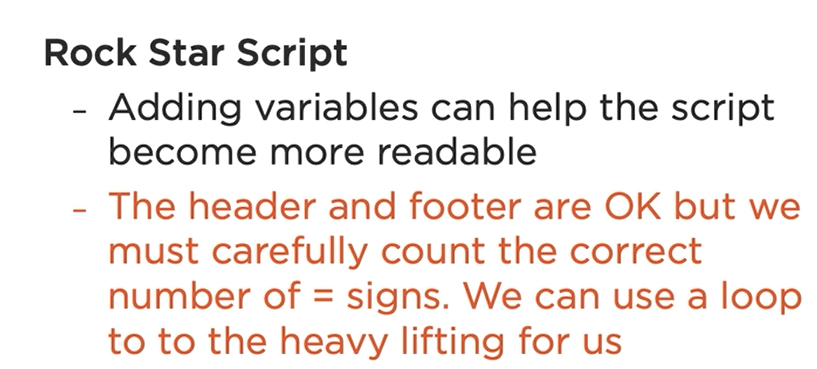 Rock Star Script
– Adding variables can help the script
become more readable
– The header and footer are OK but we
must carefully count the correct
number of = signs. We can use a loop
to to the heavy lifting for us